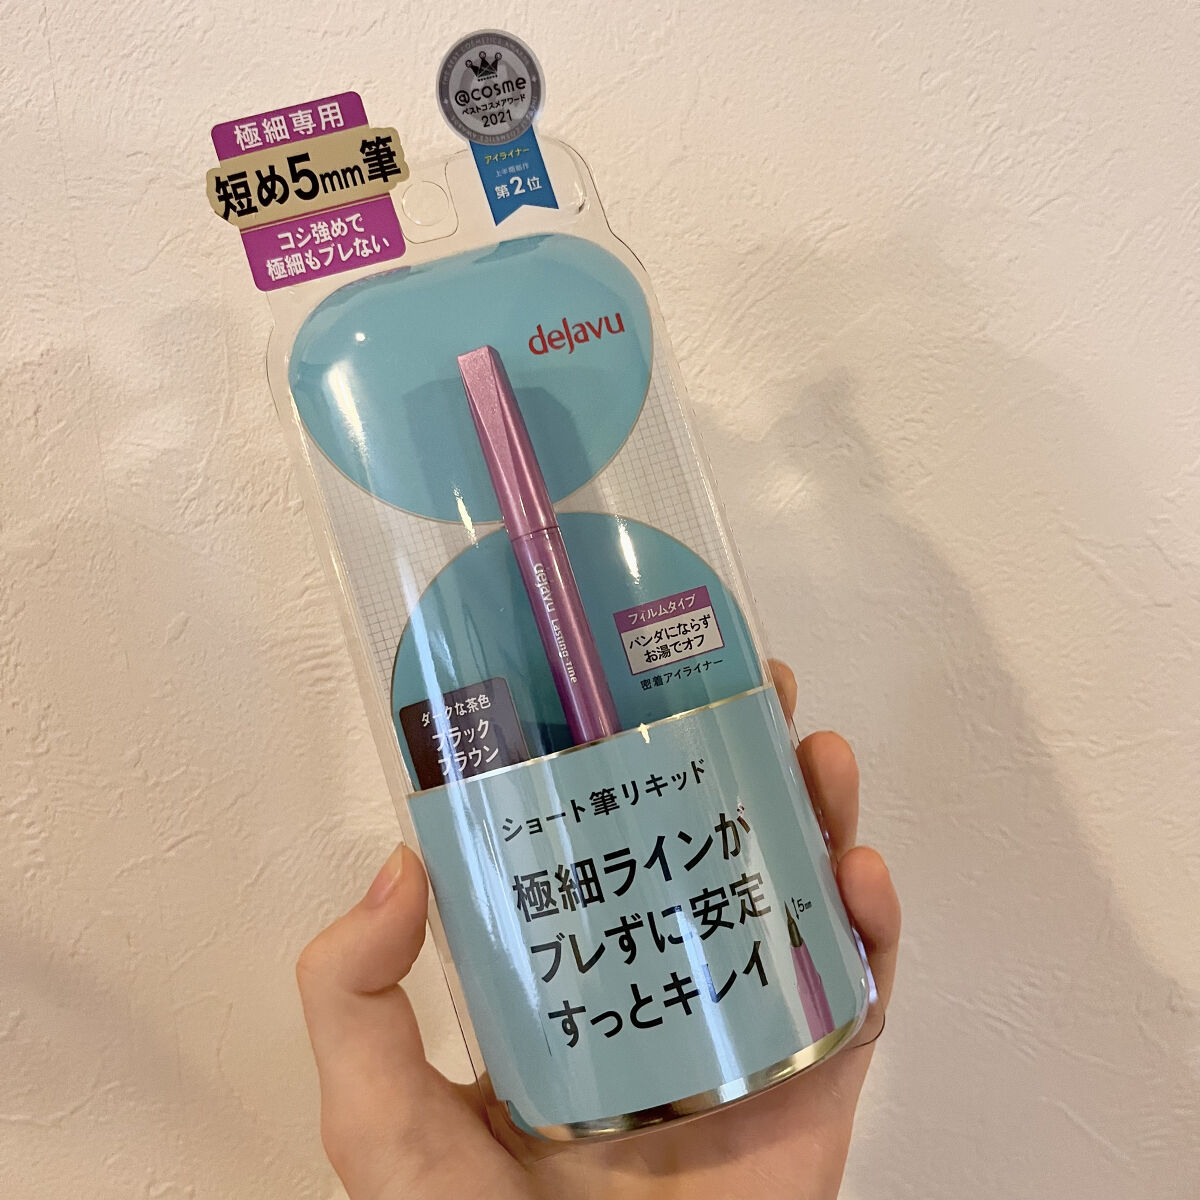 @cosme
ベストコスメアワード
2021
アイライナー
上半期新作
第2位
極細専用
短め5mm筆
コシ強めで
極細もブレない
dejavu
dejavu Lasting-fine
フィルムタイプ
パンダにならず
お湯でオフ
密着アイライナー
ダークな茶色
ブラック
ブラウン
ショート筆リキッド
極細ラインが
ブレずに安定
すっとキレイ
5mm